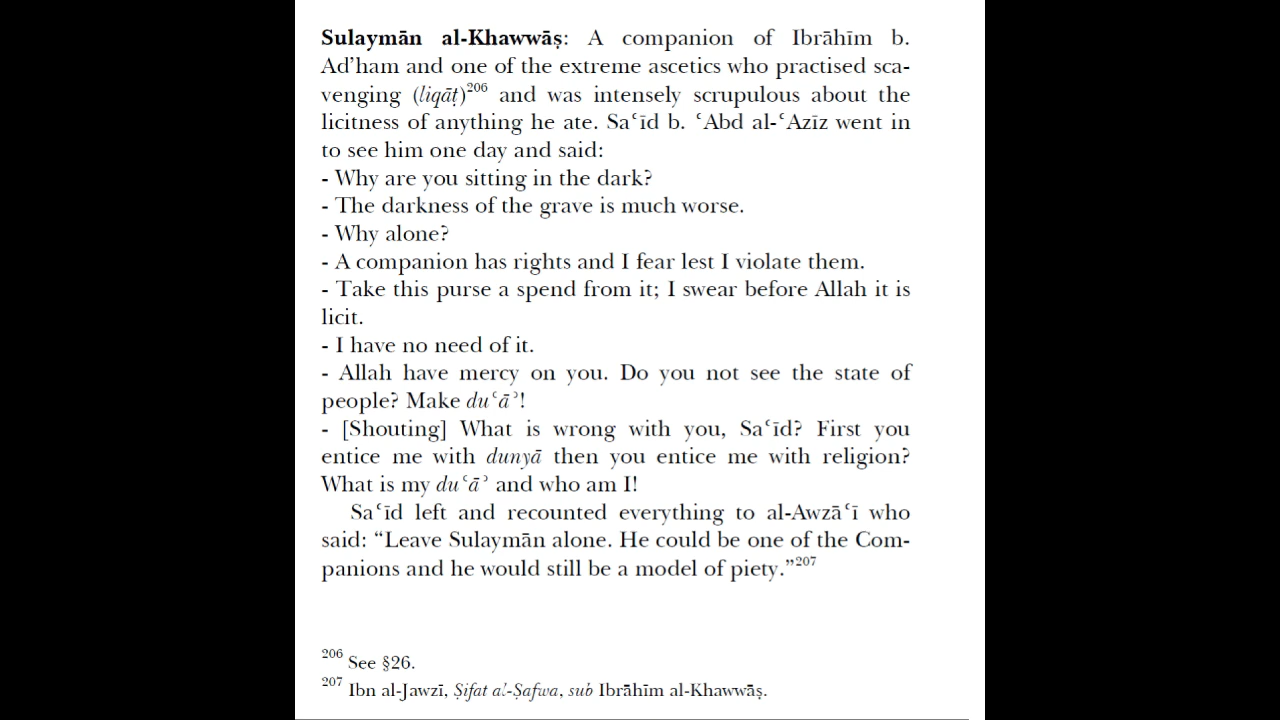 Sulaymān al-Khawwāṣ: A companion of Ibrāhīm b.
Ad’ham and one of the extreme ascetics who practised sca-
venging (liqāṭ)206 and was intensely scrupulous about the
licitness of anything he ate. Saʿīd b. ʿAbd al-ʿAzīz went in
to see him one day and said:
- Why are you sitting in the dark?
- The darkness of the grave is much worse.
- Why alone?
- A companion has rights and I fear lest I violate them.
- Take this purse a spend from it; I swear before Allah it is
licit.
- I have no need of it.
- Allah have mercy on you. Do you not see the state of
people? Make duʿāʾ!
- [Shouting] What is wrong with you, Saʿīd? First you
entice me with dunyā then you entice me with religion?
What is my duʿāʾ and who am I!
Saʿīd left and recounted everything to al-Awzāʿī who
said: “Leave Sulaymān alone. He could be one of the Com-
panions and he would still be a model of piety.”207
206 See §26.
207 Ibn al-Jawzī, Ṣifat al-Ṣafwa, sub Ibrāhīm al-Khawwāṣ.